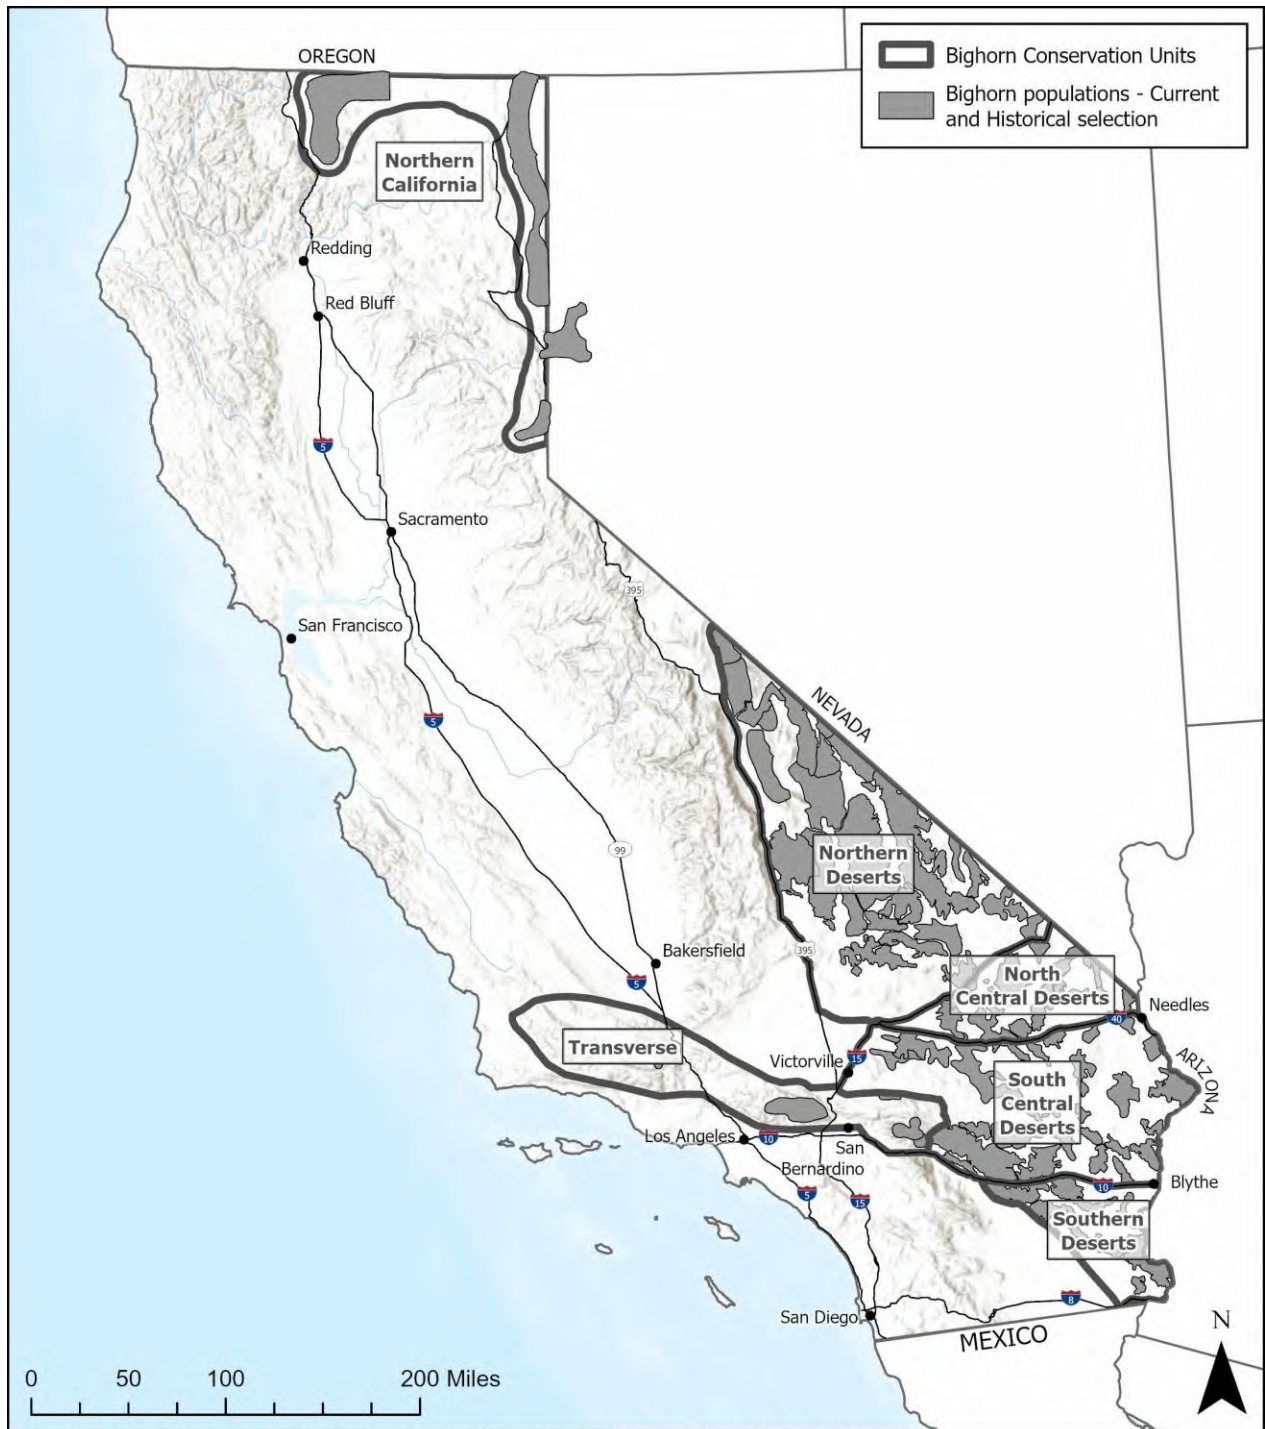 OREGON
Bighorn Conservation Units
Bighorn populations - Current
and Historical selection
Northern
California
Redding
Red Bluff
5
Sacramento
395
San Francisco
5
NEVADA
99
Northern
Deserts
395
Bakersfield
5
North
Central Deserts
Needles
40
Transverse
Victorville
15
ARIZONA
South
Central
Deserts
Los Angeles
10
San
Bernardino
5
15
10
Blythe
Southern
Deserts
8
San Diego
MEXICO
N
0 50 100 200 Miles